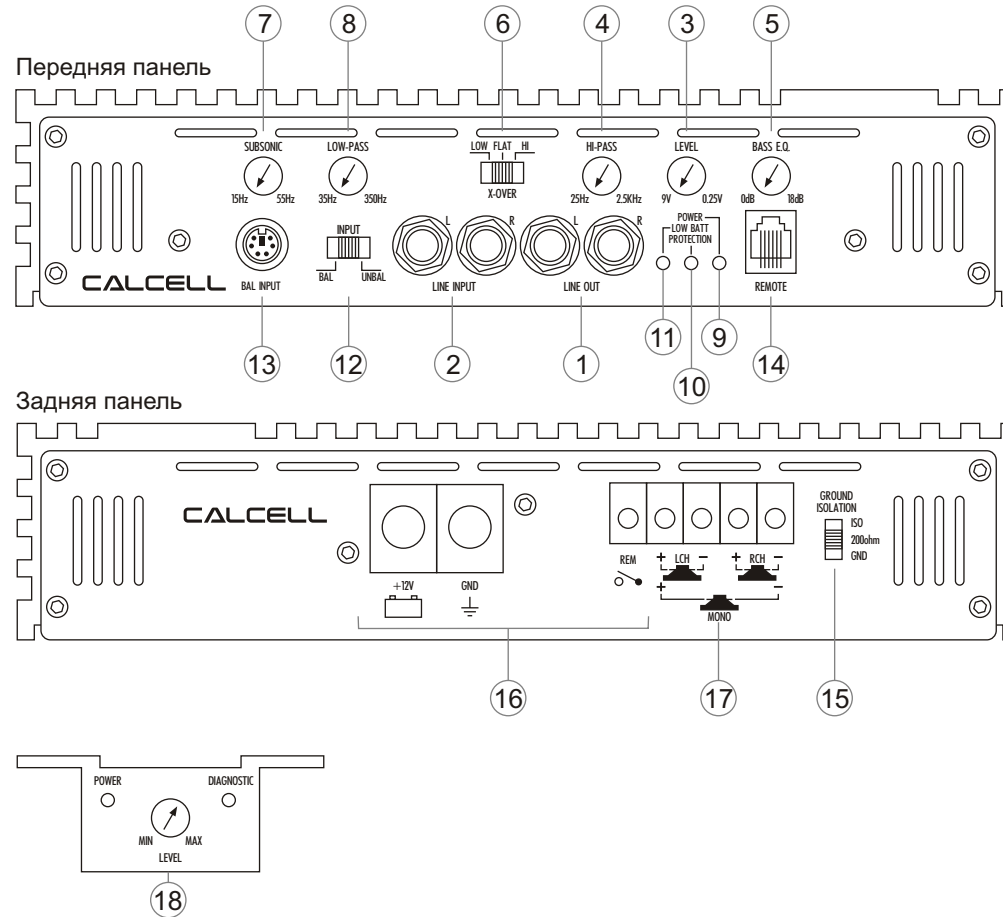 7 8 6 4 3 5
Передняя панель
SUBSONIC LOW-PASS LOW FLAT HI HI-PASS LEVEL BASS E.Q.
15Hz 55Hz 35Hz 350Hz X-OVER 25Hz 2.5KHz 9V 0.25V 0dB 18dB
INPUT L R L R POWER
LOW BATT
PROTECTION
BAL UNBAL
CALCELL BAL INPUT LINE INPUT LINE OUT REMOTE
13 12 2 1 11 10 9 14
Задняя панель
CALCELL
GROUND
ISOLATION
ISO
200ohm
GND
+12V GND REM + LCH - + RCH -
+ MONO -
16 17 15
POWER DIAGNOSTIC
MIN MAX
LEVEL
18